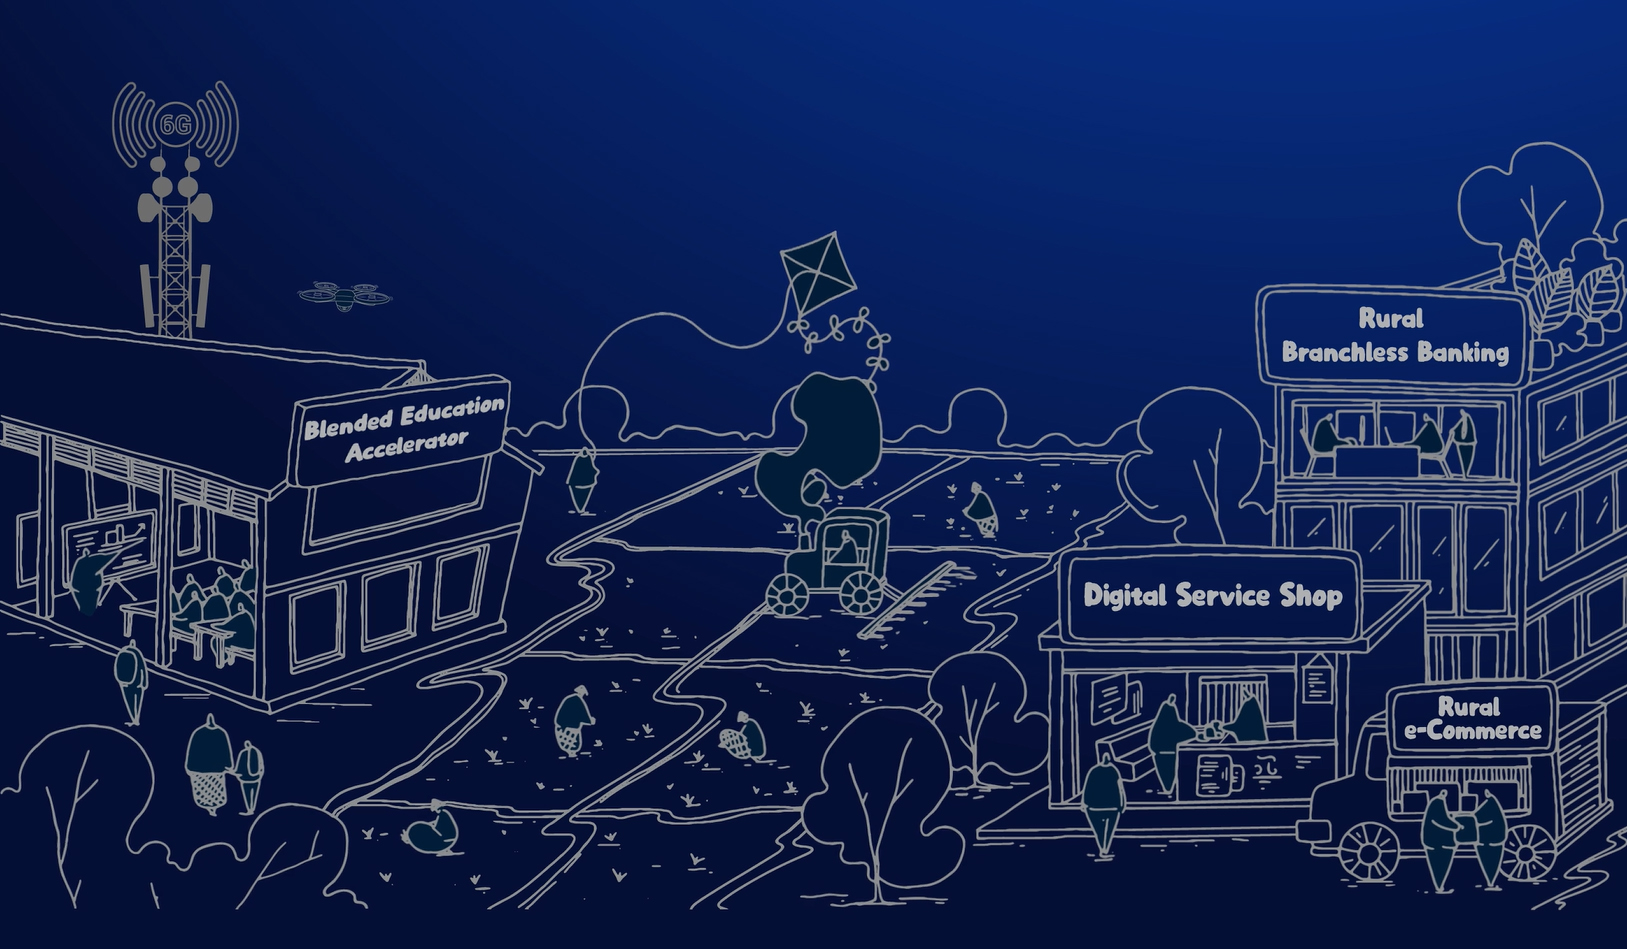 6G
Blended Education
Accelerator
Rural
Branchless Banking
Digital Service Shop
Rural
e-Commerce